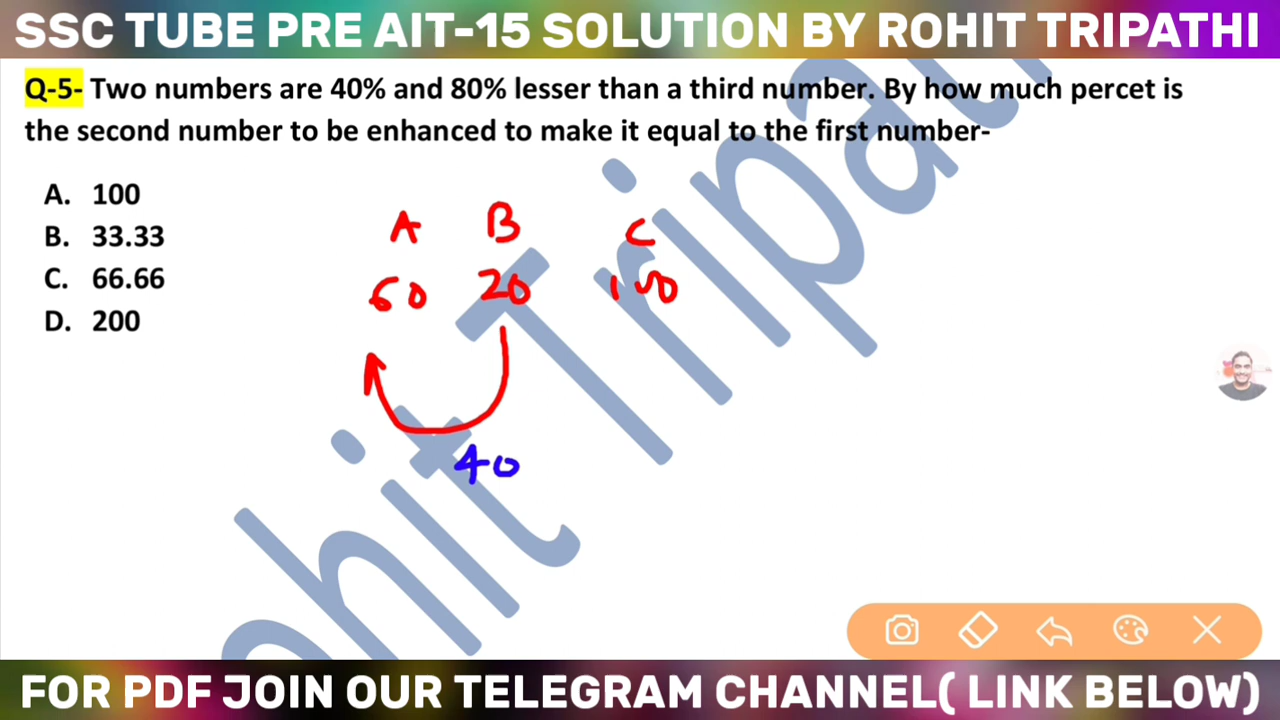 SSC TUBE PRE AIT-15 SOLUTION BY ROHIT TRIPATHI
Q-5- Two numbers are 40% and 80% lesser than a third number. By how much percet is
the second number to be enhanced to make it equal to the first number-
A. 100
B. 33.33
C. 66.66
D. 200
A B C
60 20 100
40
ohit Tripat
FOR PDF JOIN OUR TELEGRAM CHANNEL( LINK BELOW)